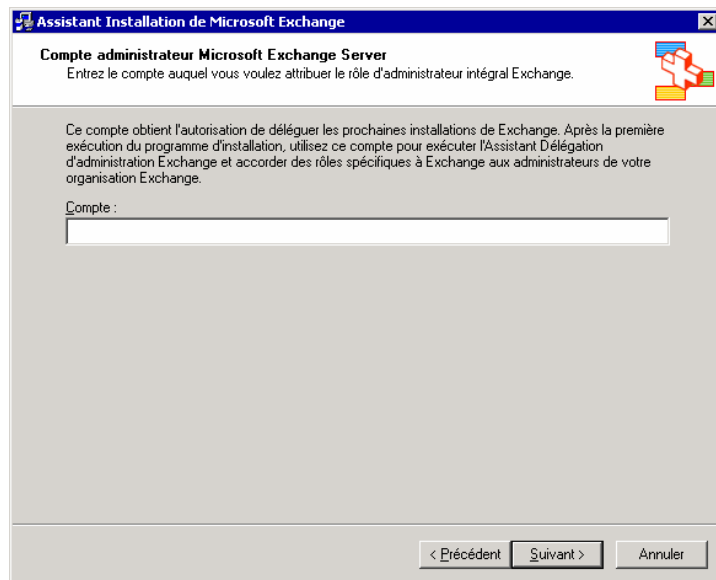 Assistant Installation de Microsoft Exchange
Compte administrateur Microsoft Exchange Server
Entrez le compte auquel vous voulez attribuer le rôle d'administrateur intégral Exchange.
Ce compte obtient l'autorisation de déléguer les prochaines installations de Exchange. Après la première
exécution du programme d'installation, utilisez ce compte pour exécuter l'Assistant Délégation
d'administration Exchange et accorder des rôles spécifiques à Exchange aux administrateurs de votre
organisation Exchange.
Compte :
< Précédent Suivant > Annuler